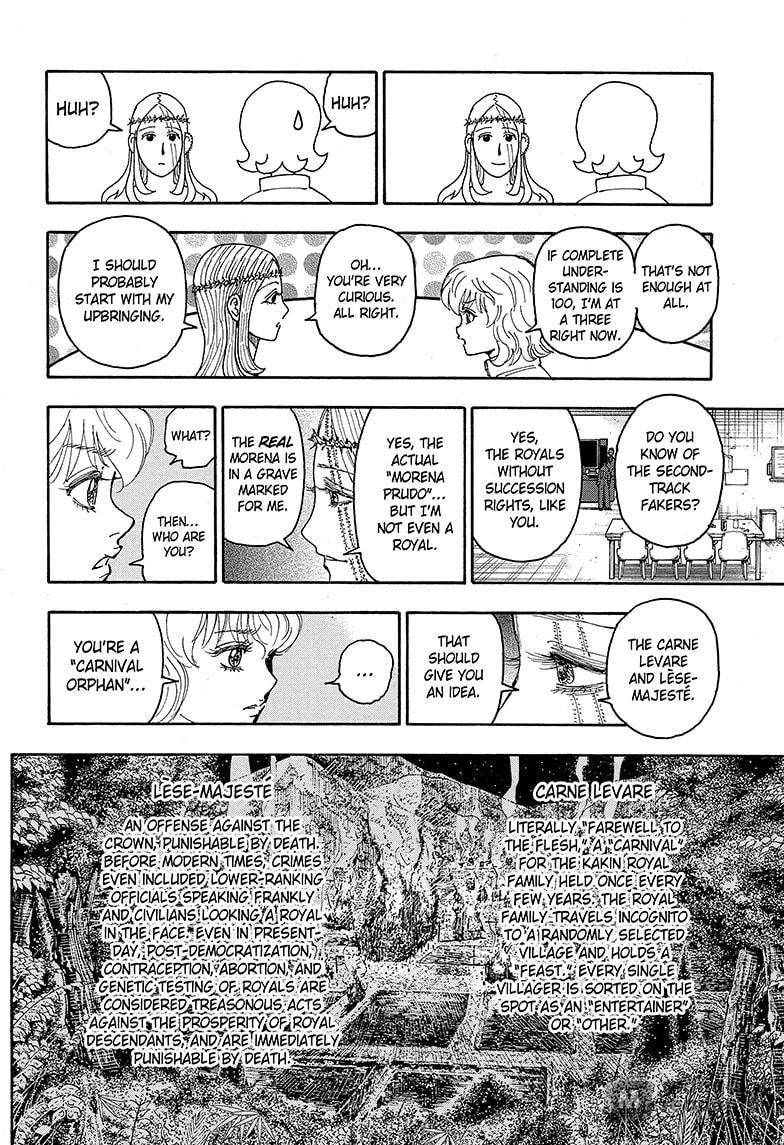 HUH?
HUH?
THAT'S NOT
ENOUGH AT
ALL.
IF COMPLETE
UNDER-
STANDING IS
100, I'M AT
A THREE
RIGHT NOW.
OH...
YOU'RE VERY
CURIOUS.
ALL RIGHT.
I SHOULD
PROBABLY
START WITH MY
UPBRINGING.
DO YOU
KNOW OF
THE SECOND-
TRACK
FAKERS?
YES,
THE ROYALS
WITHOUT
SUCCESSION
RIGHTS, LIKE
YOU.
YES, THE
ACTUAL
"MORENA
PRUDO"...
BUT I'M
NOT EVEN A
ROYAL.
THE REAL
MORENA IS
IN A GRAVE
MARKED
FOR ME.
WHAT?
THEN...
WHO ARE
YOU?
THE CARNE
LEVARE
AND LÈSE-
MAJESTÉ.
THAT
SHOULD
GIVE YOU
AN IDEA.
...
YOU'RE A
"CARNIVAL
ORPHAN"...
CARNE LEVARE
LITERALLY "FAREWELL TO
THE FLESH," A "CARNIVAL"
FOR THE KAKIN ROYAL
FAMILY HELD ONCE EVERY
FEW YEARS. THE ROYAL
FAMILY TRAVELS INCOGNITO
TO A RANDOMLY SELECTED
VILLAGE AND HOLDS A
"FEAST." EVERY SINGLE
VILLAGER IS SORTED ON THE
SPOT AS AN "ENTERTAINER"
OR "OTHER."
LÈSE-MAJESTÉ
AN OFFENSE AGAINST THE
CROWN, PUNISHABLE BY DEATH.
BEFORE MODERN TIMES, CRIMES
EVEN INCLUDED LOWER-RANKING
OFFICIALS SPEAKING FRANKLY
AND CIVILIANS LOOKING A ROYAL
IN THE FACE. EVEN IN PRESENT-
DAY, POST-DEMOCRATIZATION,
CONTRACEPTION, ABORTION, AND
GENETIC TESTING OF ROYALS ARE
CONSIDERED TREASONOUS ACTS
AGAINST THE PROSPERITY OF ROYAL
DESCENDANTS, AND ARE IMMEDIATELY
PUNISHABLE BY DEATH.